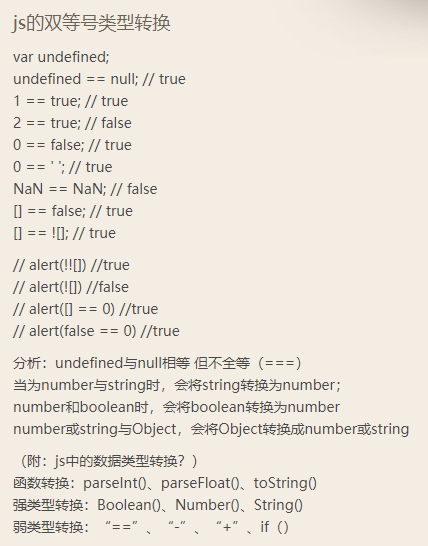 js的双等号类型转换
var undefined;
undefined == null; // true
1 == true; // true
2 == true; // false
0 == false; // true
0 == ' '; // true
NaN == NaN; // false
[] == false; // true
[] == ![]; // true
// alert(!![]) //true
// alert(![]) //false
// alert([] == 0) //true
// alert(false == 0) //true
分析：undefined与null相等 但不全等（===）
当为number与string时，会将string转换为number；
number和boolean时，会将boolean转换为number
number或string与Object，会将Object转换成number或string
（附：js中的数据类型转换？）
函数转换：parseInt()、parseFloat()、toString()
强类型转换：Boolean()、Number()、String()
弱类型转换：“==”、“-”、“+”、if（）